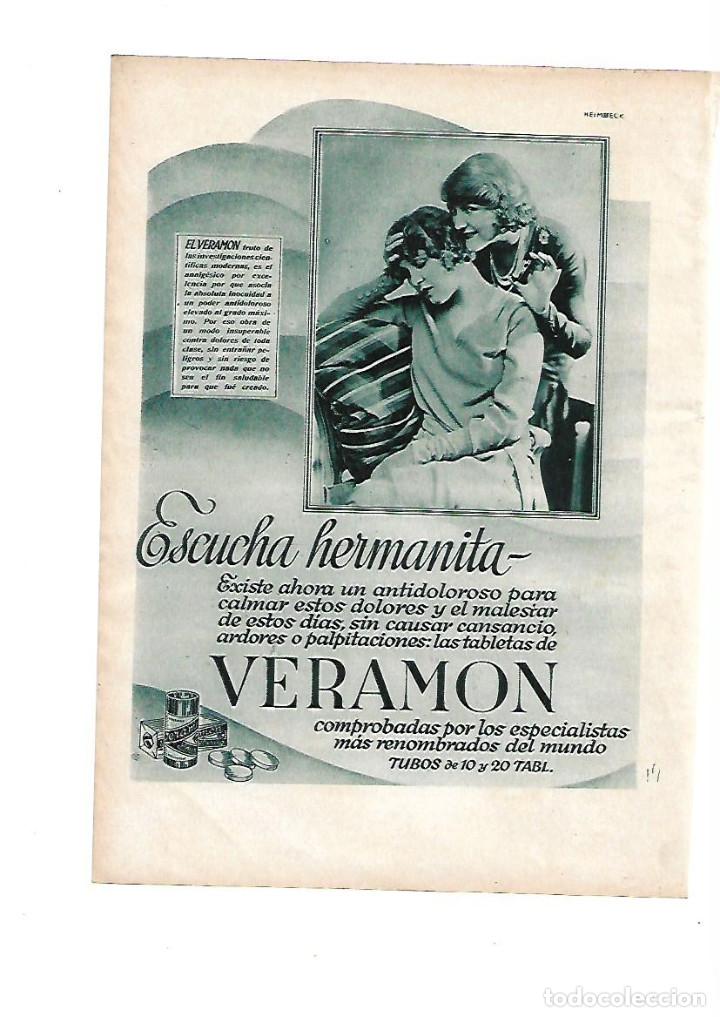 HEIMBECK
EL VERAMON fruto de
las investigaciones cien-
tíficas modernas, es el
analgésico por exce-
lencia por que asocia
la absoluta inocuidad a
un poder antidoloroso
elevado al grado máxi-
mo. Por eso obra de
un modo insuperable
contra dolores de toda
clase, sin entrañar pe-
ligros y sin riesgo de
provocar nada que no
sea el fin saludable
para que fué creado.
Escucha hermanita-
Existe ahora un antidoloroso para
calmar estos dolores y el malestar
de estos días, sin causar cansancio,
ardores o palpitaciones: las tabletas de
VERAMON
comprobadas por los especialistas
más renombrados del mundo
TUBOS de 10 y 20 TABL.
todocoleccion